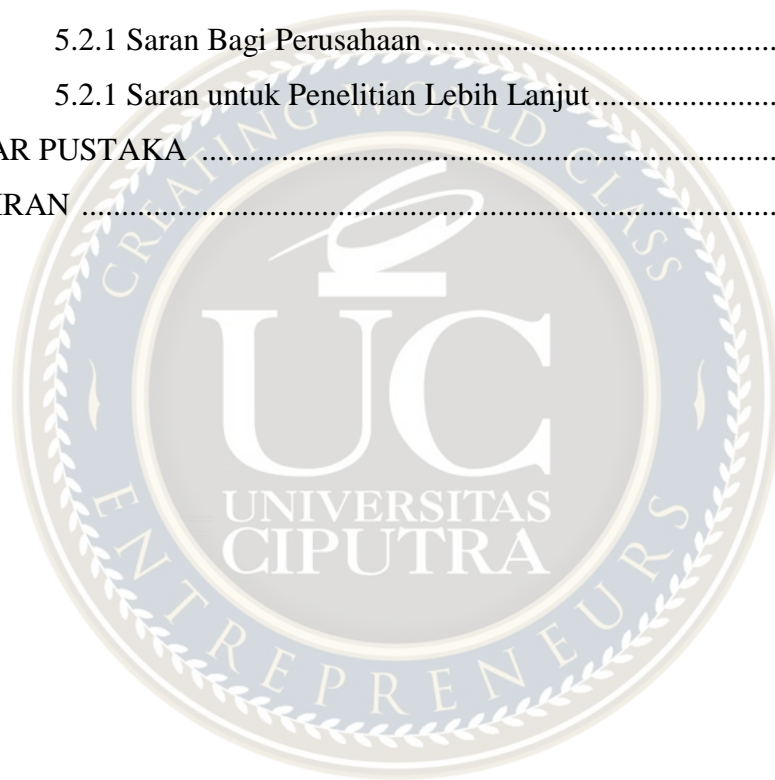 5.2.1 Saran Bagi Perusahaan ..........................................
5.2.1 Saran untuk Penelitian Lebih Lanjut ......................
AR PUSTAKA ........................................................................
IRAN .......................................................................................
CREATING WORLD CLASS
UC
UNIVERSITAS
CIPUTRA
ENTREPRENEURS